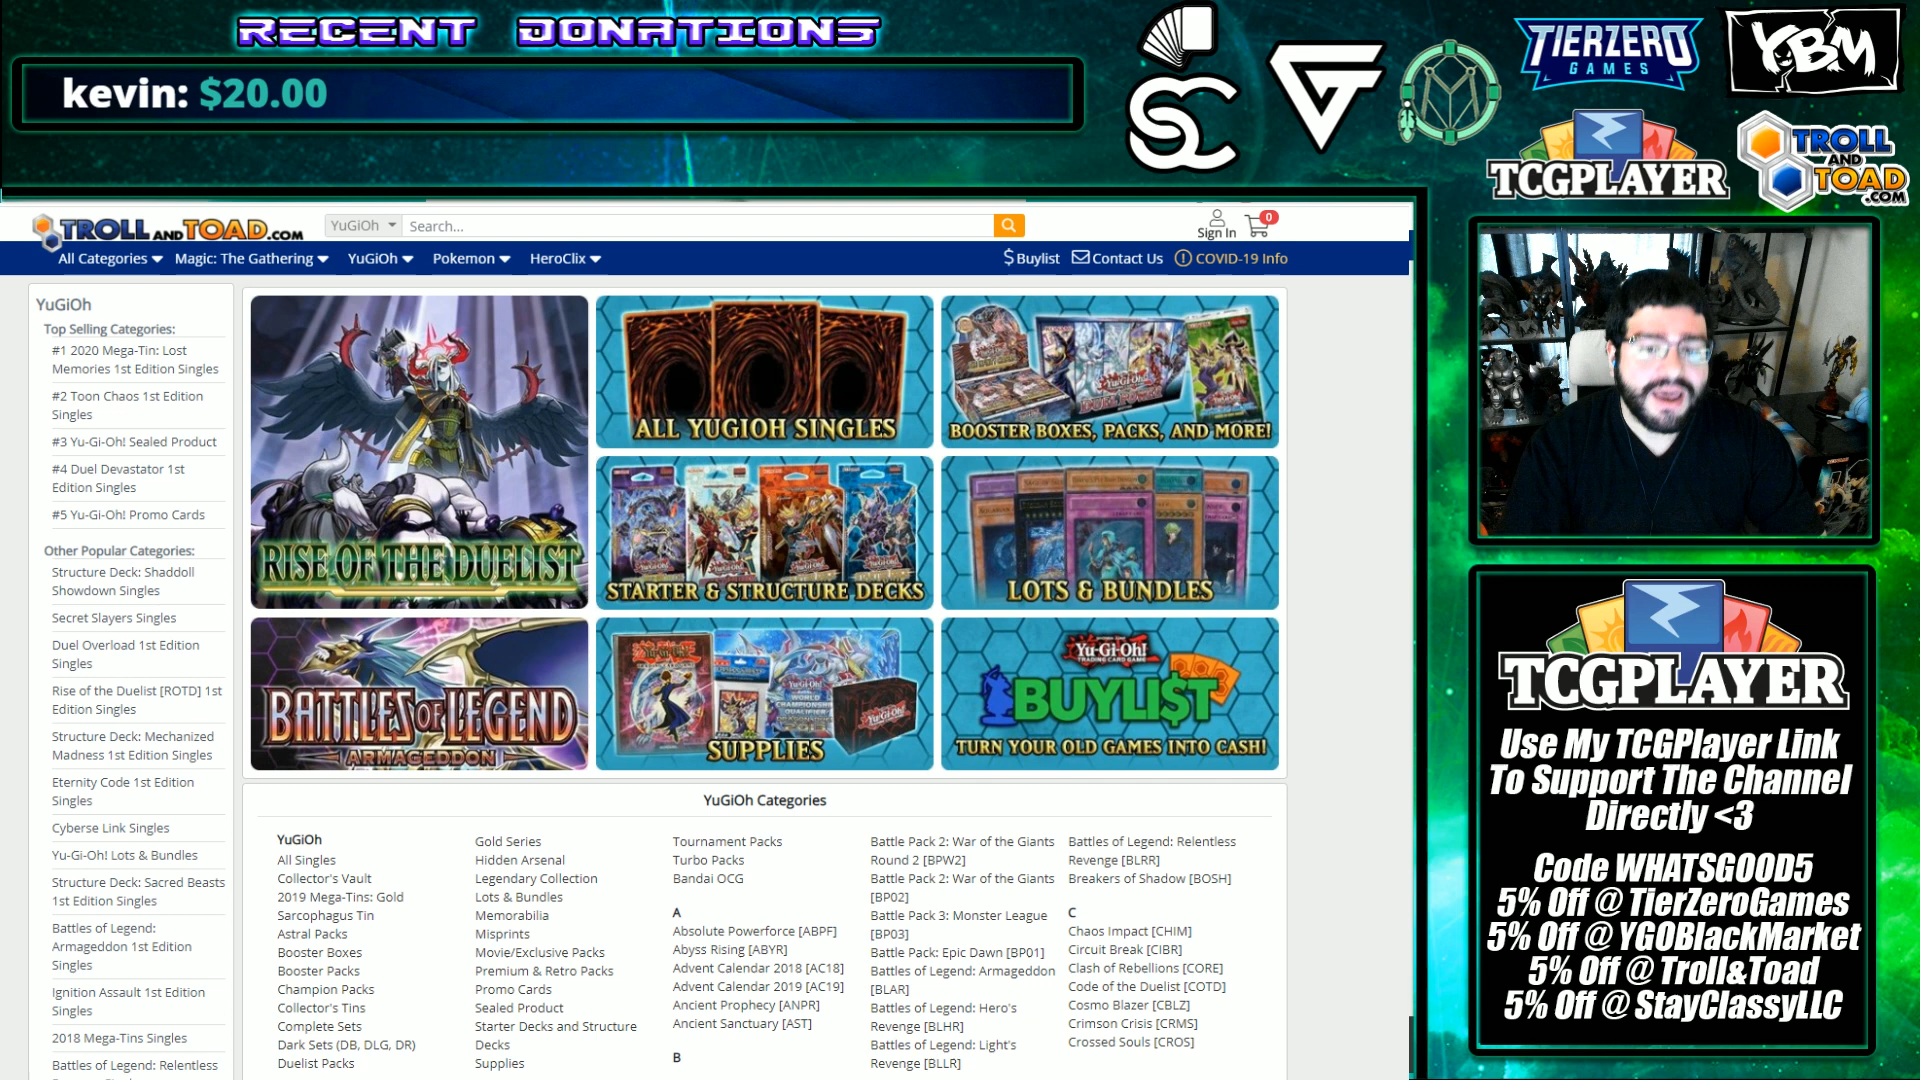 RECENT DONATIONS
kevin: $20.00
SC
GT
TIERZERO
GAMES
YBM
TCGPLAYER
TROLL
AND
TOAD
.COM
TROLL AND TOAD.COM
YuGiOh
Search...
Sign In
0
All Categories
Magic: The Gathering
YuGiOh
Pokemon
HeroClix
$Buylist
Contact Us
COVID-19 Info
YuGiOh
Top Selling Categories:
#1 2020 Mega-Tin: Lost
Memories 1st Edition Singles
#2 Toon Chaos 1st Edition
Singles
#3 Yu-Gi-Oh! Sealed Product
#4 Duel Devastator 1st
Edition Singles
#5 Yu-Gi-Oh! Promo Cards
Other Popular Categories:
Structure Deck: Shaddoll
Showdown Singles
Secret Slayers Singles
Duel Overload 1st Edition
Singles
Rise of the Duelist [ROTD] 1st
Edition Singles
Structure Deck: Mechanized
Madness 1st Edition Singles
Eternity Code 1st Edition
Singles
Cyberse Link Singles
Yu-Gi-Oh! Lots & Bundles
Structure Deck: Sacred Beasts
1st Edition Singles
Battles of Legend:
Armageddon 1st Edition
Singles
Ignition Assault 1st Edition
Singles
2018 Mega-Tins Singles
Battles of Legend: Relentless
RISE OF THE DUELIST
ALL YUGIOH SINGLES
BOOSTER BOXES, PACKS, AND MORE!
STARTER & STRUCTURE DECKS
LOTS & BUNDLES
BATTLES OF LEGEND
ARMAGEDDON
SUPPLIES
Yu-Gi-Oh!
TRADING CARD GAME
BUYLI$T
TURN YOUR OLD GAMES INTO CASH!
YuGiOh Categories
YuGiOh
All Singles
Collector's Vault
2019 Mega-Tins: Gold
Sarcophagus Tin
Astral Packs
Booster Boxes
Booster Packs
Champion Packs
Collector's Tins
Complete Sets
Dark Sets (DB, DLG, DR)
Duelist Packs
Gold Series
Hidden Arsenal
Legendary Collection
Lots & Bundles
Memorabilia
Misprints
Movie/Exclusive Packs
Premium & Retro Packs
Promo Cards
Sealed Product
Starter Decks and Structure
Decks
Supplies
Tournament Packs
Turbo Packs
Bandai OCG
A
Absolute Powerforce [ABPF]
Abyss Rising [ABYR]
Advent Calendar 2018 [AC18]
Advent Calendar 2019 [AC19]
Ancient Prophecy [ANPR]
Ancient Sanctuary [AST]
B
Battle Pack 2: War of the Giants
Round 2 [BPW2]
Battle Pack 2: War of the Giants
[BP02]
Battle Pack 3: Monster League
[BP03]
Battle Pack: Epic Dawn [BP01]
Battles of Legend: Armageddon
[BLAR]
Battles of Legend: Hero's
Revenge [BLHR]
Battles of Legend: Light's
Revenge [BLLR]
Battles of Legend: Relentless
Revenge [BLRR]
Breakers of Shadow [BOSH]
C
Chaos Impact [CHIM]
Circuit Break [CIBR]
Clash of Rebellions [CORE]
Code of the Duelist [COTD]
Cosmo Blazer [CBLZ]
Crimson Crisis [CRMS]
Crossed Souls [CROS]
TCGPLAYER
Use My TCGPlayer Link
To Support The Channel
Directly <3
Code WHATSGOOD5
5% Off @ TierZeroGames
5% Off @ YGOBlackMarket
5% Off @ Troll&Toad
5% Off @ StayClassyLLC